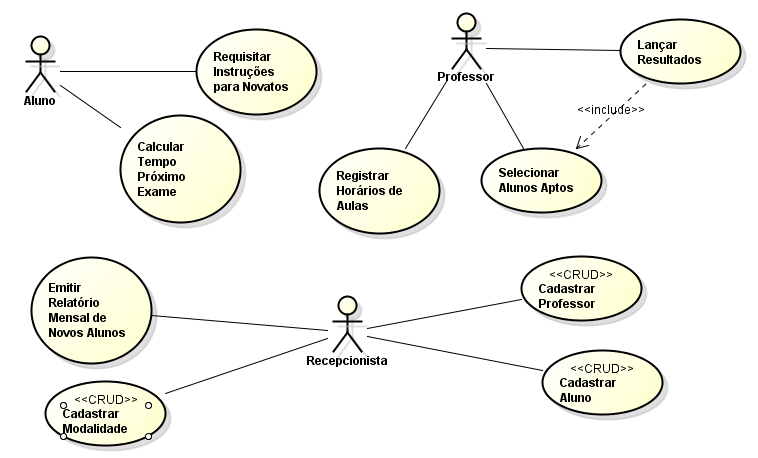 Aluno
Requisitar
Instruções
para Novatos
Calcular
Tempo
Próximo
Exame
Professor
Lançar
Resultados
<<include>>
Registrar
Horários de
Aulas
Selecionar
Alunos Aptos
Emitir
Relatório
Mensal de
Novos Alunos
Recepcionista
<<CRUD>>
Cadastrar
Professor
<<CRUD>>
Cadastrar
Modalidade
<<CRUD>>
Cadastrar
Aluno